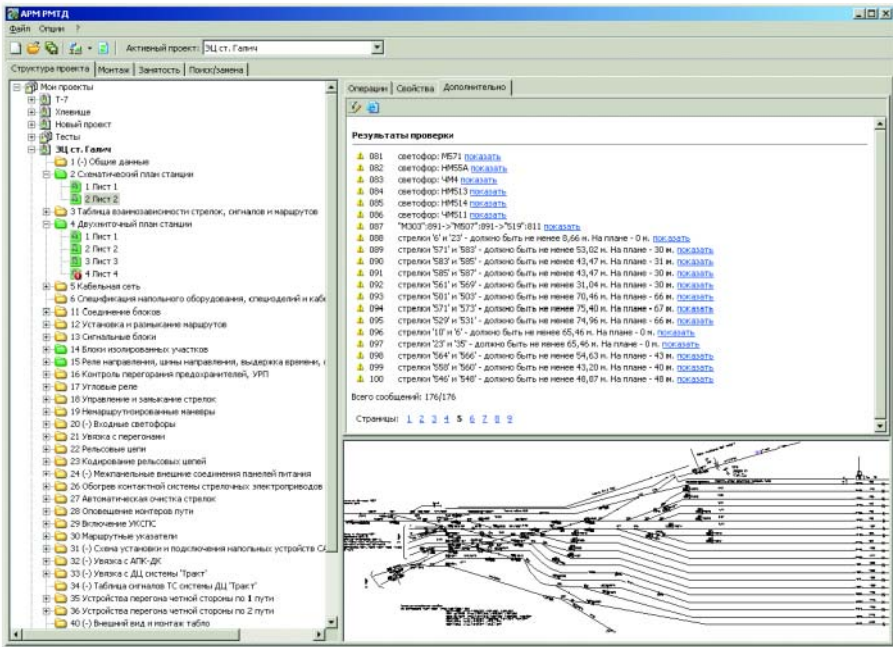 АРМ РМТД
Файл Опции ?
Активный проект: ЭЦ ст. Галич
Структура проекта Монтаж Занятость Поиск/замена
Мои проекты
Т-7
Хлевище
Новый проект
Тесты
ЭЦ ст. Галич
1 (-) Общие данные
2 Схематический план станции
1 Лист 1
2 Лист 2
3 Таблица взаимозависимости стрелок, сигналов и маршрутов
4 Двухниточный план станции
1 Лист 1
2 Лист 2
3 Лист 3
4 Лист 4
5 Кабельная сеть
6 Спецификация напольного оборудования, специзделий и кабе
11 Соединение блоков
12 Установка и размыкание маршрутов
13 Сигнальные блоки
14 Блоки изолированных участков
15 Реле направления, шины направления, выдержка времени,
16 Контроль перегорания предохранителей, УРП
17 Угловые реле
18 Управление и замыкание стрелок
19 Немаршрутизированные маневры
20 (-) Входные светофоры
21 Увязка с перегонами
22 Рельсовые цепи
23 Кодирование рельсовых цепей
24 (-) Межпанельные внешние соединения панелей питания
26 Обогрев контактной системы стрелочных электроприводов
27 Автоматическая очистка стрелок
28 Оповещение монтеров пути
29 Включение УКСПС
30 Маршрутные указатели
31 (-) Схема установки и подключения напольных устройств СА
32 (-) Увязка с АПК-ДК
33 (-) Увязка с ДЦ системы 'Тракт'
34 (-) Таблица сигналов ТС системы ДЦ 'Тракт'
35 Устройства перегона четной стороны по 1 пути
36 Устройства перегона четной стороны по 2 пути
40 (-) Внешний вид и монтаж табло
Операции Свойства Дополнительно
Результаты проверки
081 светофор: М571 показать
082 светофор: НМ55А показать
083 светофор: ЧМ4 показать
084 светофор: НМ513 показать
085 светофор: НМ514 показать
086 светофор: ЧМ511 показать
087 "М303":891->"М507":891->"519":811 показать
088 стрелки '6' и '23' - должно быть не менее 8,66 м. На плане - 0 м. показать
089 стрелки '571' и '583' - должно быть не менее 53,02 м. На плане - 30 м. показать
090 стрелки '583' и '585' - должно быть не менее 43,47 м. На плане - 31 м. показать
091 стрелки '585' и '587' - должно быть не менее 43,47 м. На плане - 30 м. показать
092 стрелки '561' и '569' - должно быть не менее 31,04 м. На плане - 30 м. показать
093 стрелки '501' и '503' - должно быть не менее 70,46 м. На плане - 66 м. показать
094 стрелки '571' и '573' - должно быть не менее 75,40 м. На плане - 67 м. показать
095 стрелки '529' и '531' - должно быть не менее 74,96 м. На плане - 66 м. показать
096 стрелки '10' и '6' - должно быть не менее 65,46 м. На плане - 0 м. показать
097 стрелки '23' и '35' - должно быть не менее 65,46 м. На плане - 0 м. показать
098 стрелки '564' и '566' - должно быть не менее 54,63 м. На плане - 43 м. показать
099 стрелки '558' и '560' - должно быть не менее 43,20 м. На плане - 40 м. показать
100 стрелки '546' и '548' - должно быть не менее 48,87 м. На плане - 48 м. показать
Всего сообщений: 176/176
Страницы: 1 2 3 4 5 6 7 8 9